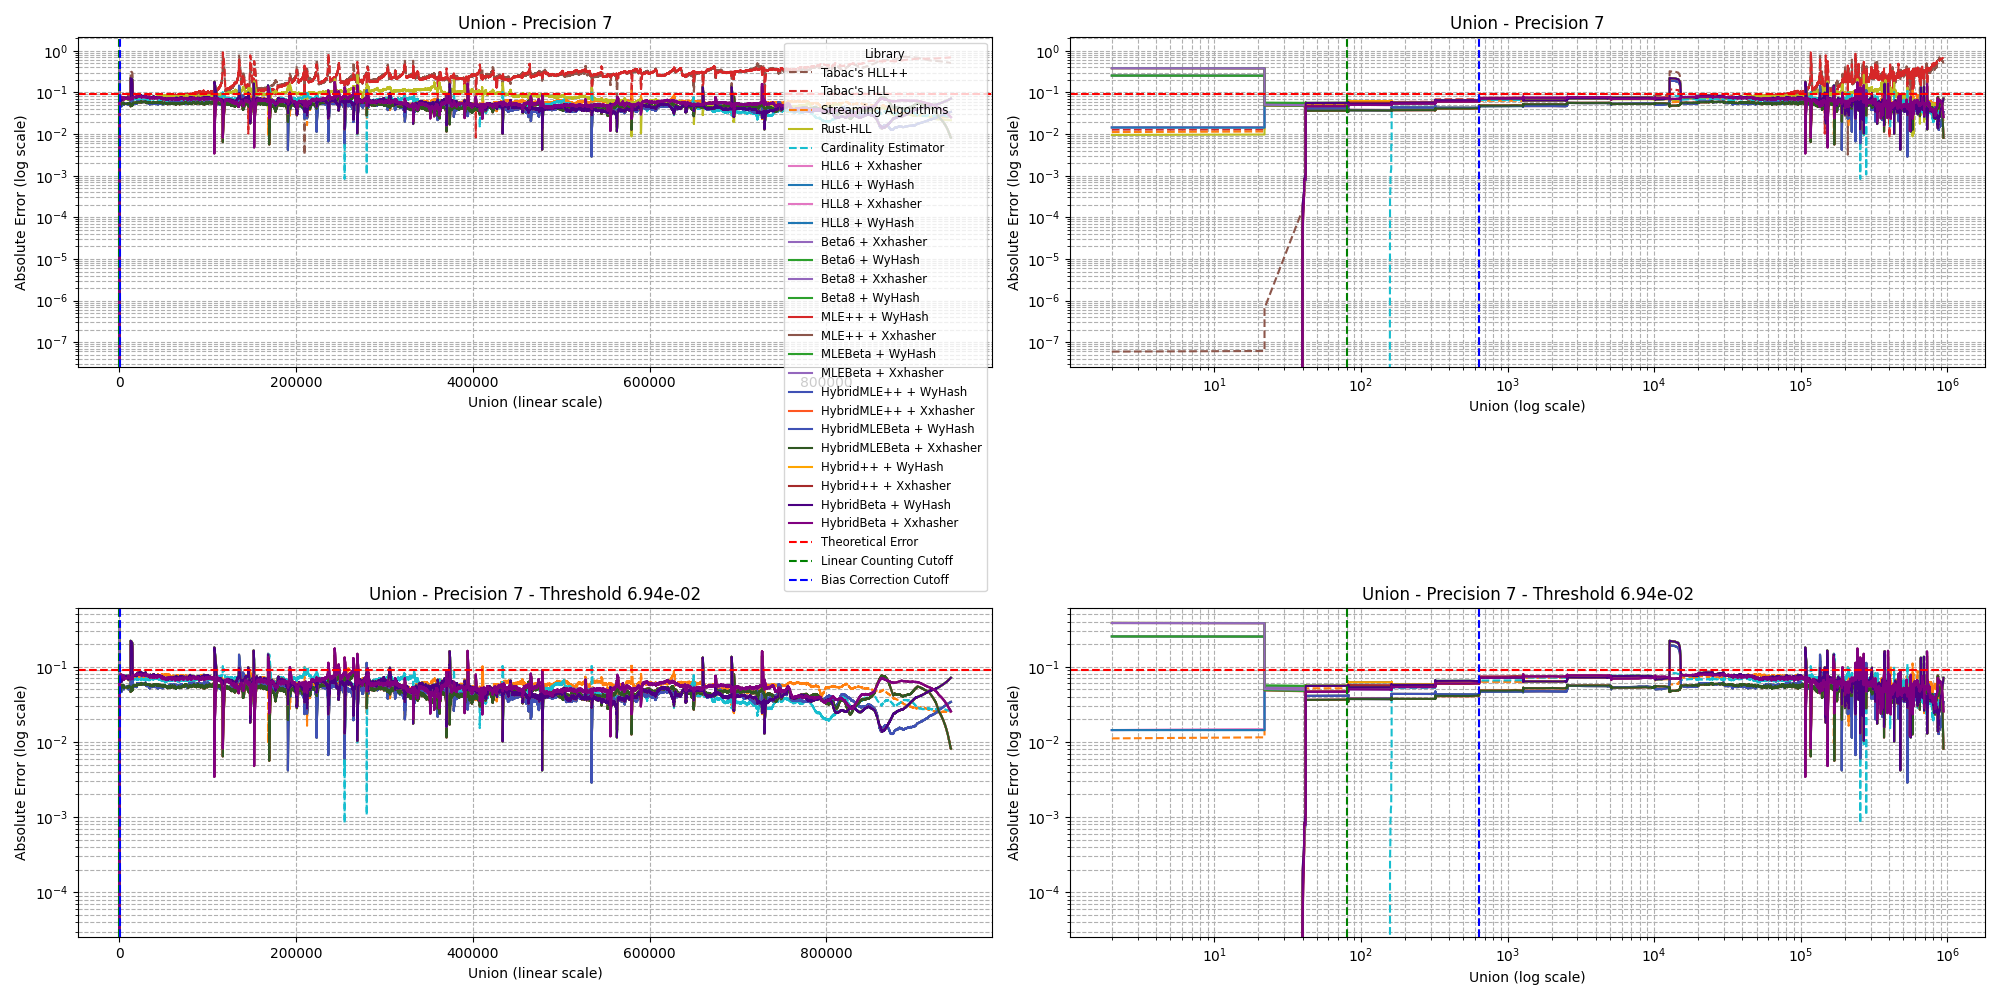 Union - Precision 7
Absolute Error (log scale)
10^0
10^-1
10^-2
10^-3
10^-4
10^-5
10^-6
10^-7
0
200000
400000
600000
800000
Union (linear scale)
Library
Tabac's HLL++
Tabac's HLL
Streaming Algorithms
Rust-HLL
Cardinality Estimator
HLL6 + Xxhasher
HLL6 + WyHash
HLL8 + Xxhasher
HLL8 + WyHash
Beta6 + Xxhasher
Beta6 + WyHash
Beta8 + Xxhasher
Beta8 + WyHash
MLE++ + WyHash
MLE++ + Xxhasher
MLEBeta + WyHash
MLEBeta + Xxhasher
HybridMLE++ + WyHash
HybridMLE++ + Xxhasher
HybridMLEBeta + WyHash
HybridMLEBeta + Xxhasher
Hybrid++ + WyHash
Hybrid++ + Xxhasher
HybridBeta + WyHash
HybridBeta + Xxhasher
Theoretical Error
Linear Counting Cutoff
Bias Correction Cutoff
Union - Precision 7
Absolute Error (log scale)
10^0
10^-1
10^-2
10^-3
10^-4
10^-5
10^-6
10^-7
10^1
10^2
10^3
10^4
10^5
10^6
Union (log scale)
Union - Precision 7 - Threshold 6.94e-02
Absolute Error (log scale)
10^-1
10^-2
10^-3
10^-4
0
200000
400000
600000
800000
Union (linear scale)
Union - Precision 7 - Threshold 6.94e-02
Absolute Error (log scale)
10^-1
10^-2
10^-3
10^-4
10^1
10^2
10^3
10^4
10^5
10^6
Union (log scale)